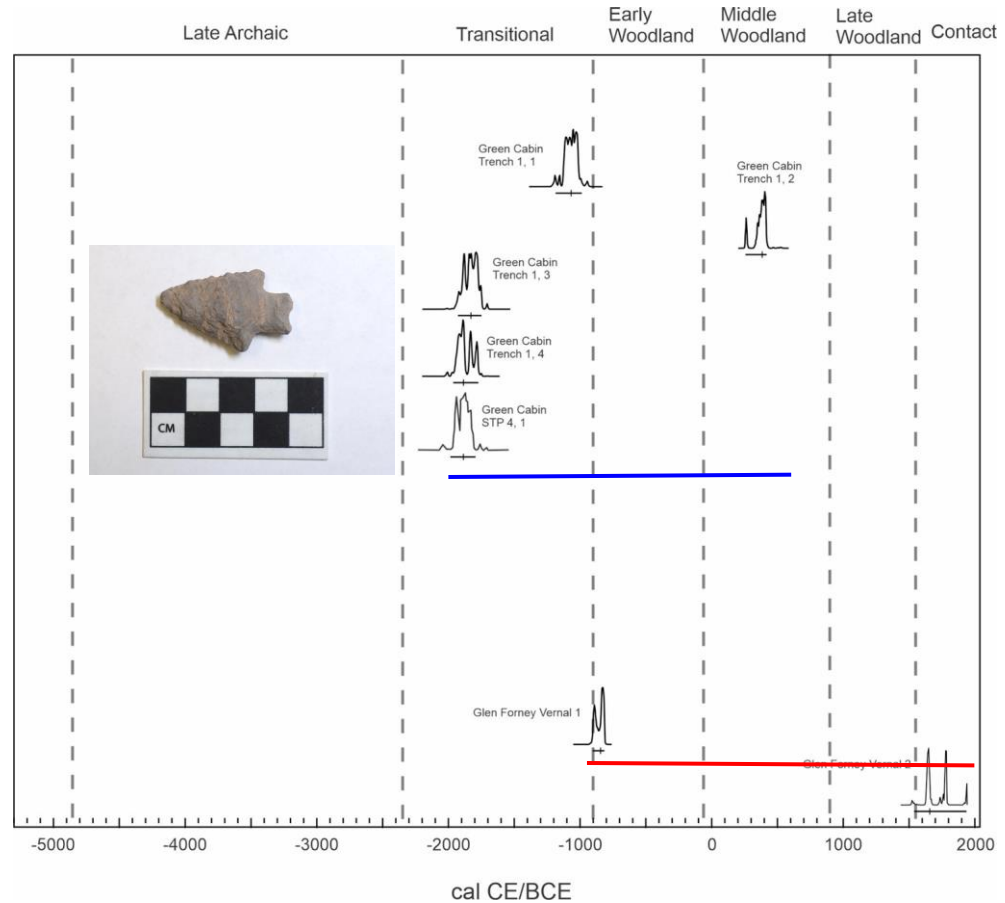 Late Archaic
Transitional
Early
Woodland
Middle
Woodland
Late
Woodland
Contact
Green Cabin
Trench 1, 1
Green Cabin
Trench 1, 2
Green Cabin
Trench 1, 3
Green Cabin
Trench 1, 4
Green Cabin
STP 4, 1
CM
Glen Forney Vernal 1
Glen Forney Vernal 2
-5000 -4000 -3000 -2000 -1000 0 1000 2000
cal CE/BCE